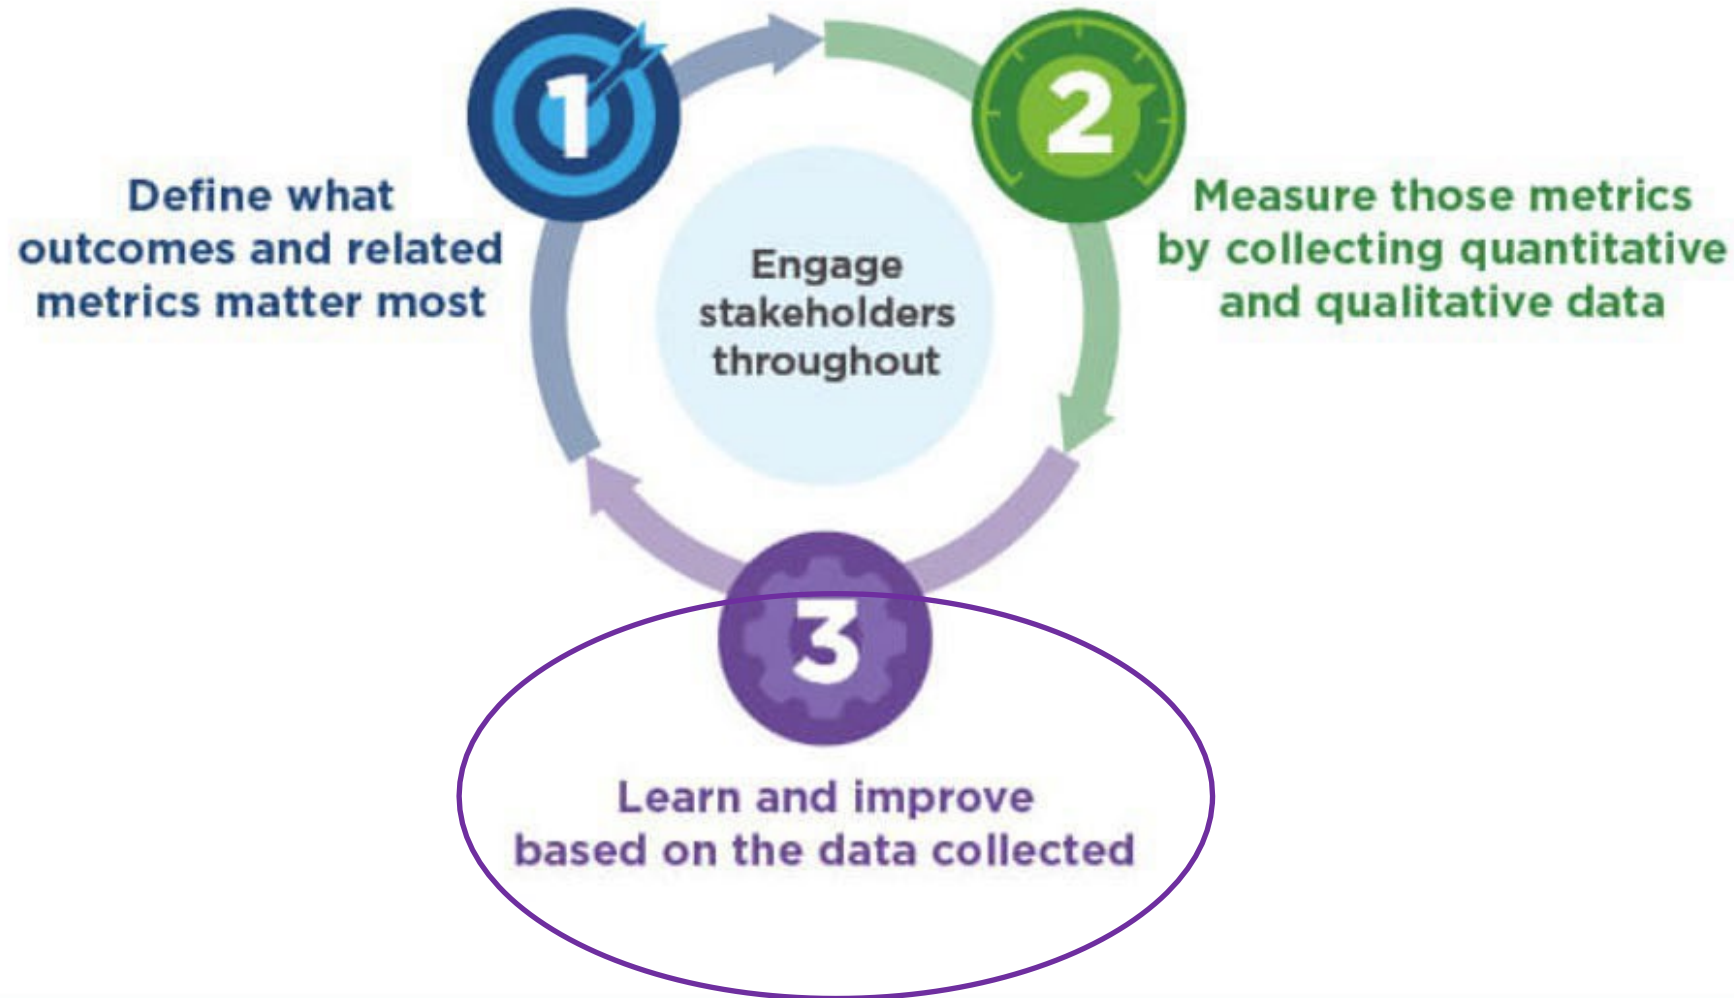 1
Define what
outcomes and related
metrics matter most
2
Measure those metrics
by collecting quantitative
and qualitative data
Engage
stakeholders
throughout
3
Learn and improve
based on the data collected